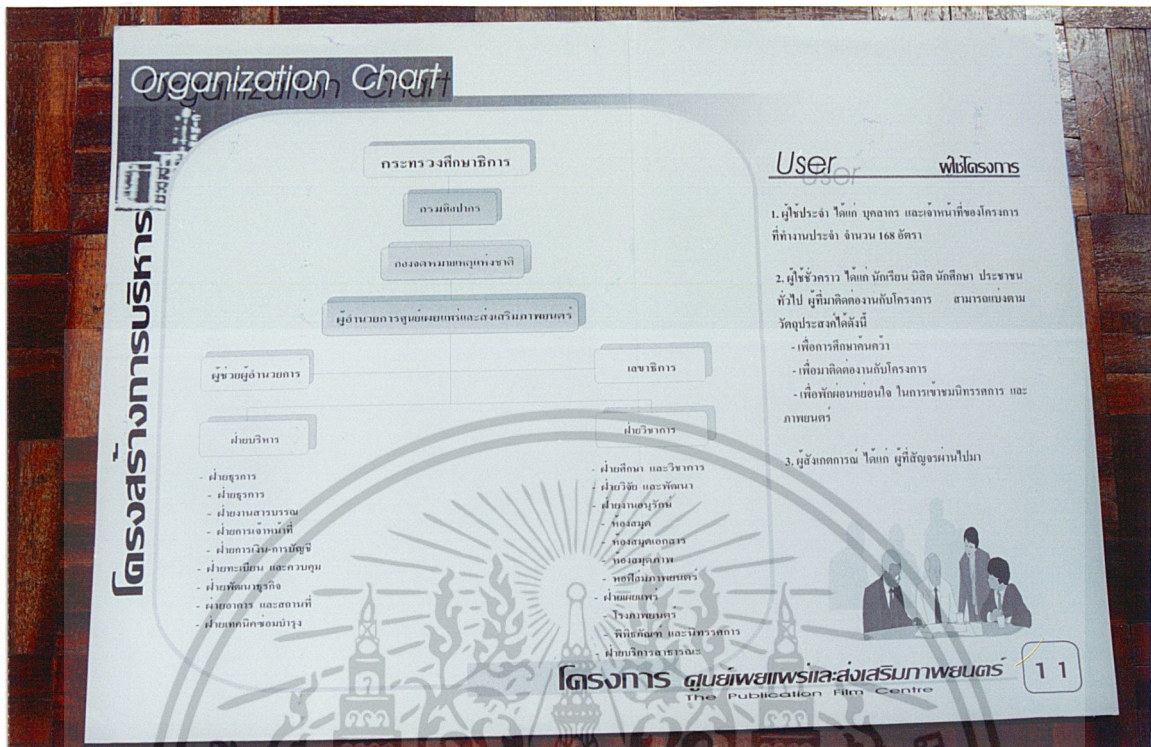 Organization Chart
โครงสร้างการบริหาร
กระทรวงศึกษาธิการ
กรมศิลปากร
กองจดหมายเหตุแห่งชาติ
ผู้อำนวยการศูนย์เผยแพร่และส่งเสริมภาพยนตร์
ผู้ช่วยผู้อำนวยการ
เลขาธิการ
ฝ่ายบริหาร
- ฝ่ายธุรการ
- ฝ่ายธุรการ
- ฝ่ายงานสารบรรณ
- ฝ่ายการเจ้าหน้าที่
- ฝ่ายการเงิน-การบัญชี
- ฝ่ายทะเบียน และควบคุม
- ฝ่ายพัฒนาธุรกิจ
- ฝ่ายอาคาร และสถานที่
- ฝ่ายเทคนิคซ่อมบำรุง
ฝ่ายวิชาการ
- ฝ่ายศึกษา และวิชาการ
- ฝ่ายวิจัย และพัฒนา
- ฝ่ายงานอนุรักษ์
- ห้องสมุด
- ห้องสมุดเอกสาร
- ห้องสมุดภาพ
- หอฟิล์มภาพยนตร์
- ฝ่ายเผยแพร่
- โรงภาพยนตร์
- พิพิธภัณฑ์ และนิทรรศการ
- ฝ่ายบริการสาธารณะ
User ผู้ใช้โครงการ
1. ผู้ใช้ประจำ ได้แก่ บุคลากร และเจ้าหน้าที่ของโครงการ
ที่ทำงานประจำ จำนวน 168 อัตรา
2. ผู้ใช้ชั่วคราว ได้แก่ นักเรียน นิสิต นักศึกษา ประชาชน
ทั่วไป ผู้ที่มาติดต่องานกับโครงการ สามารถแบ่งตาม
วัตถุประสงค์ได้ดังนี้
- เพื่อการศึกษาค้นคว้า
- เพื่อมาติดต่องานกับโครงการ
- เพื่อพักผ่อนหย่อนใจ ในการเข้าชมนิทรรศการ และ
ภาพยนตร์
3. ผู้สังเกตการณ์ ได้แก่ ผู้ที่สัญจรผ่านไปมา
โครงการ ศูนย์เผยแพร่และส่งเสริมภาพยนตร์
The Publication Film Centre
11